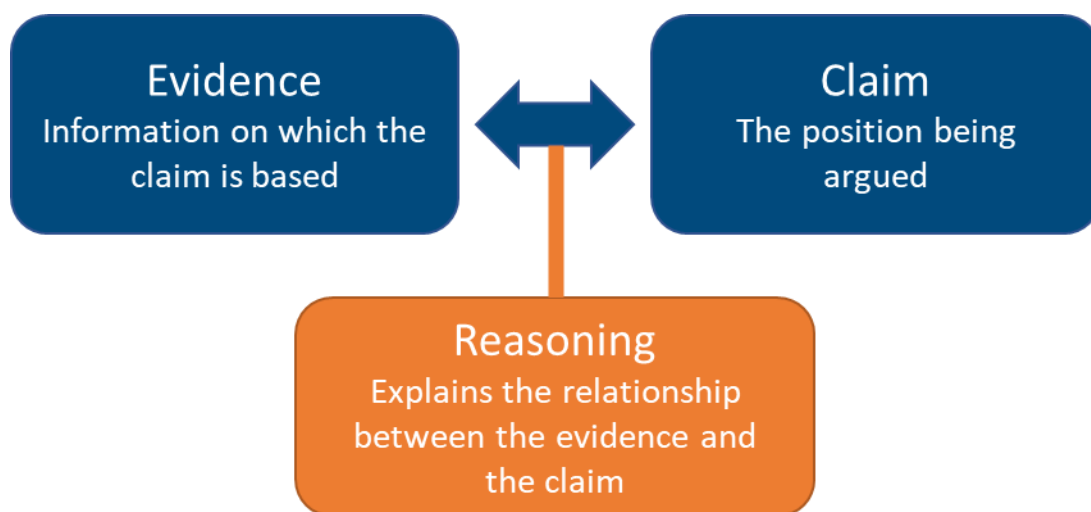 Evidence
Information on which the
claim is based
Claim
The position being
argued
Reasoning
Explains the relationship
between the evidence and
the claim